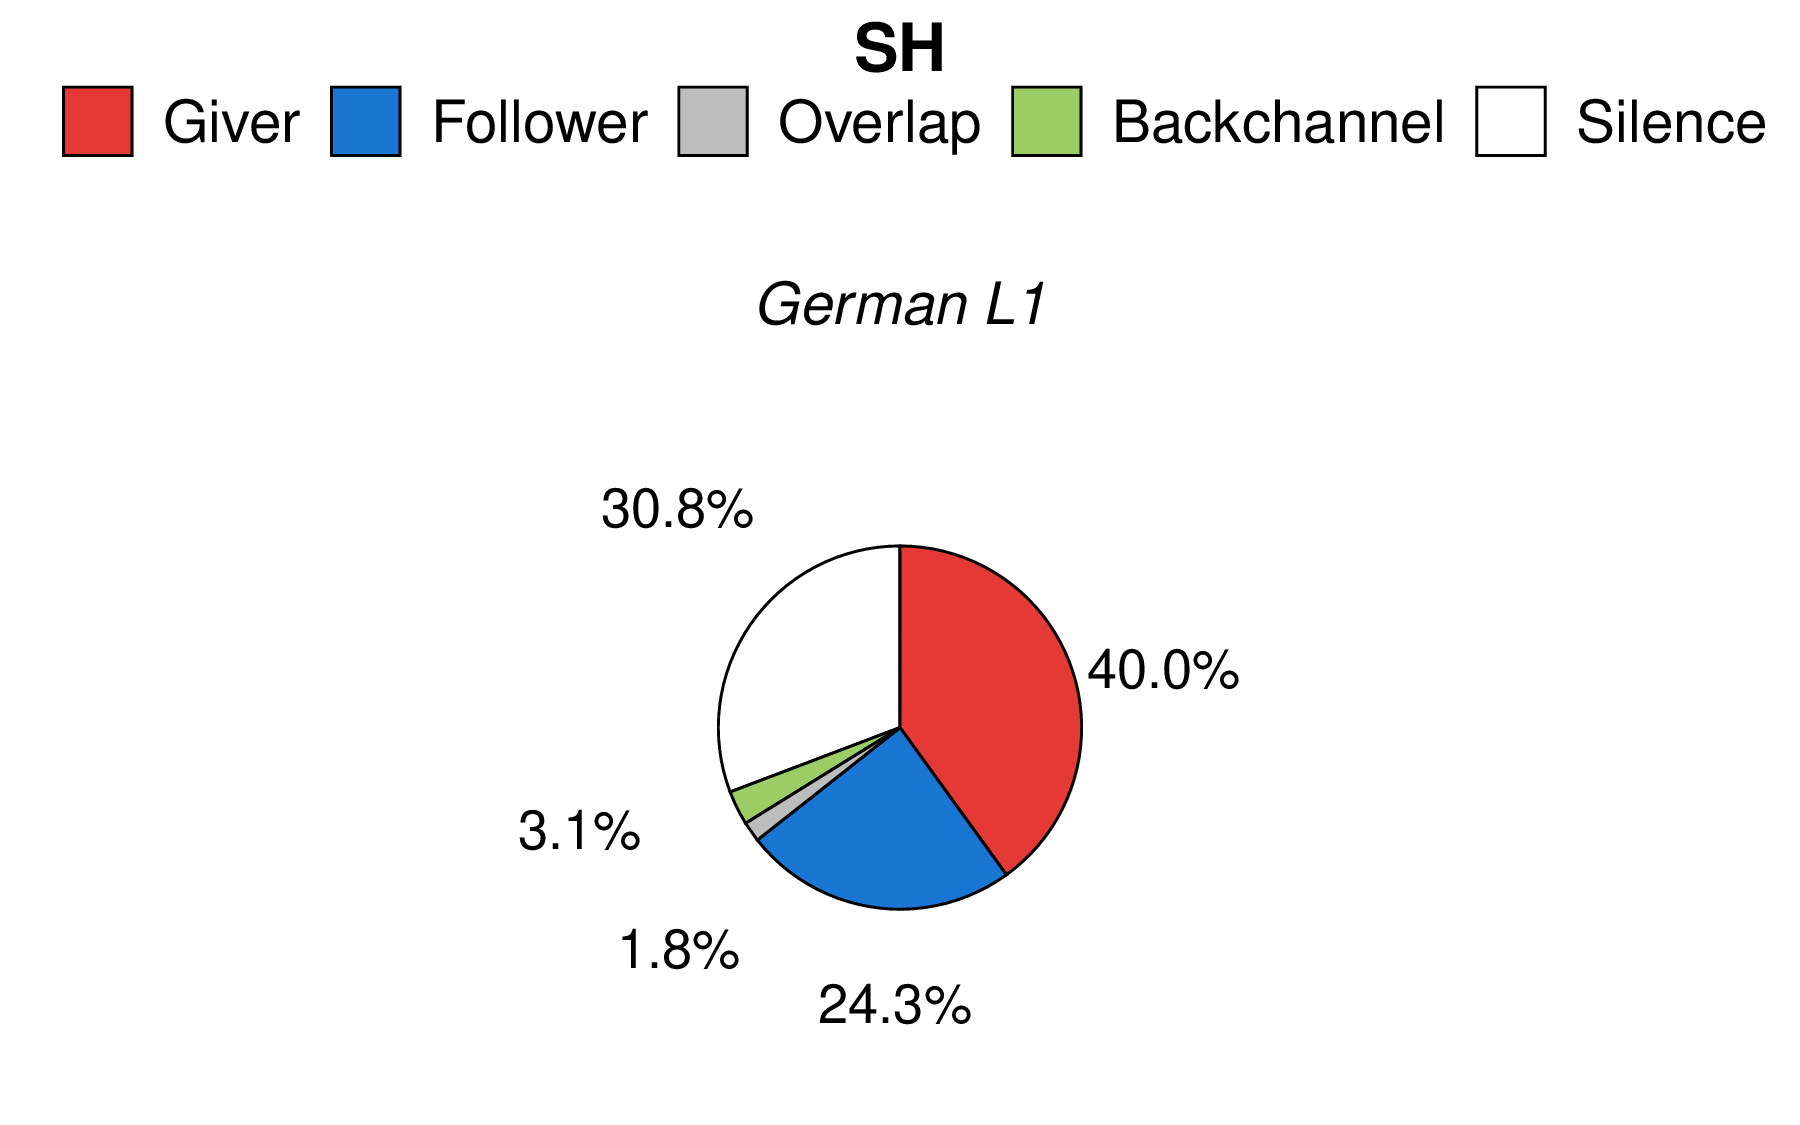 SH
Giver Follower Overlap Backchannel Silence
German L1
30.8%
40.0%
3.1%
1.8%
24.3%